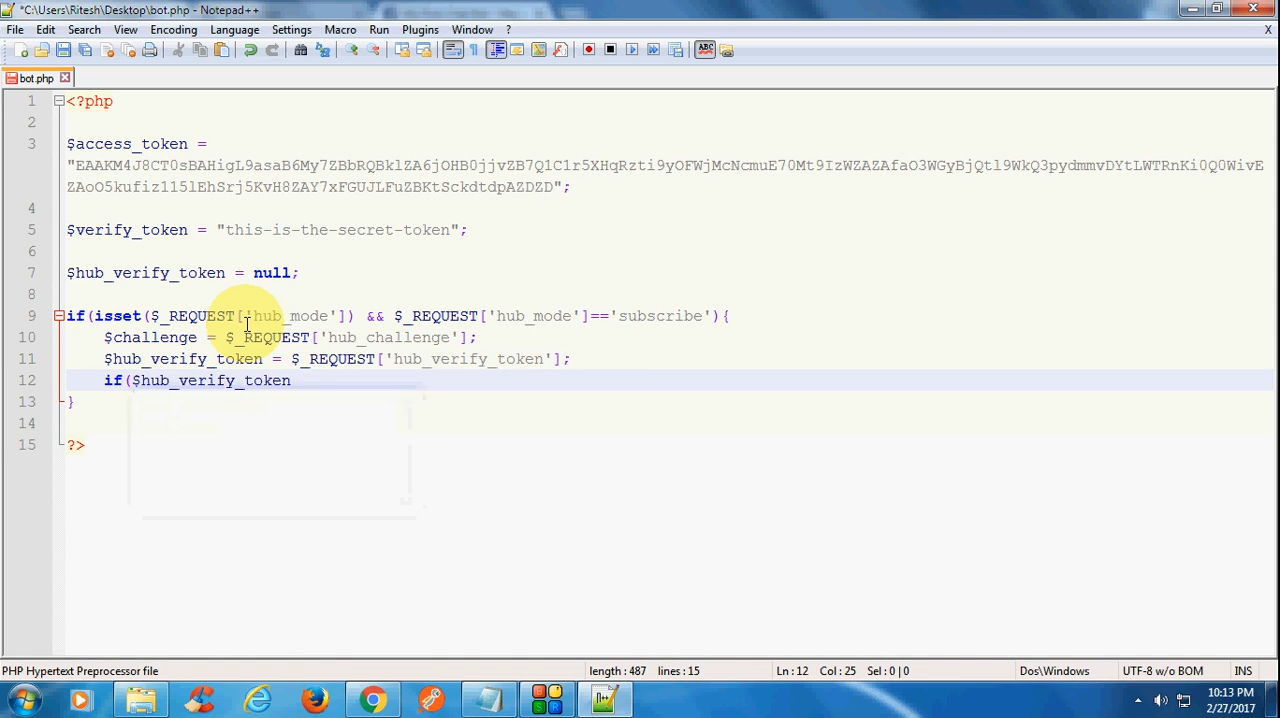 *C:\Users\Ritesh\Desktop\bot.php - Notepad++
File Edit Search View Encoding Language Settings Macro Run Plugins Window ? X
bot.php
1 <?php
2
3 $access_token =
"EAAKM4J8CT0sBAHigL9asaB6My7ZBbRQBklZA6jOHB0jjvZB7Q1C1r5XHqRzti9yOFWjMcNcmuE70Mt9IzWZAZAfaO3WGyBjQtl9WkQ3pydmmvDYtLWTRnKi0Q0WivE
ZAoO5kufiz115lEhSrj5KvH8ZAY7xFGUJLFuZBKtSckdtdpAZDZD";
4
5 $verify_token = "this-is-the-secret-token";
6
7 $hub_verify_token = null;
8
9 if(isset($_REQUEST['hub_mode']) && $_REQUEST['hub_mode']=='subscribe'){
10 $challenge = $_REQUEST['hub_challenge'];
11 $hub_verify_token = $_REQUEST['hub_verify_token'];
12 if($hub_verify_token
13 }
14
15 ?>
PHP Hypertext Preprocessor file length : 487 lines : 15 Ln : 12 Col : 25 Sel : 0 | 0 Dos\Windows UTF-8 w/o BOM INS
10:13 PM
2/27/2017